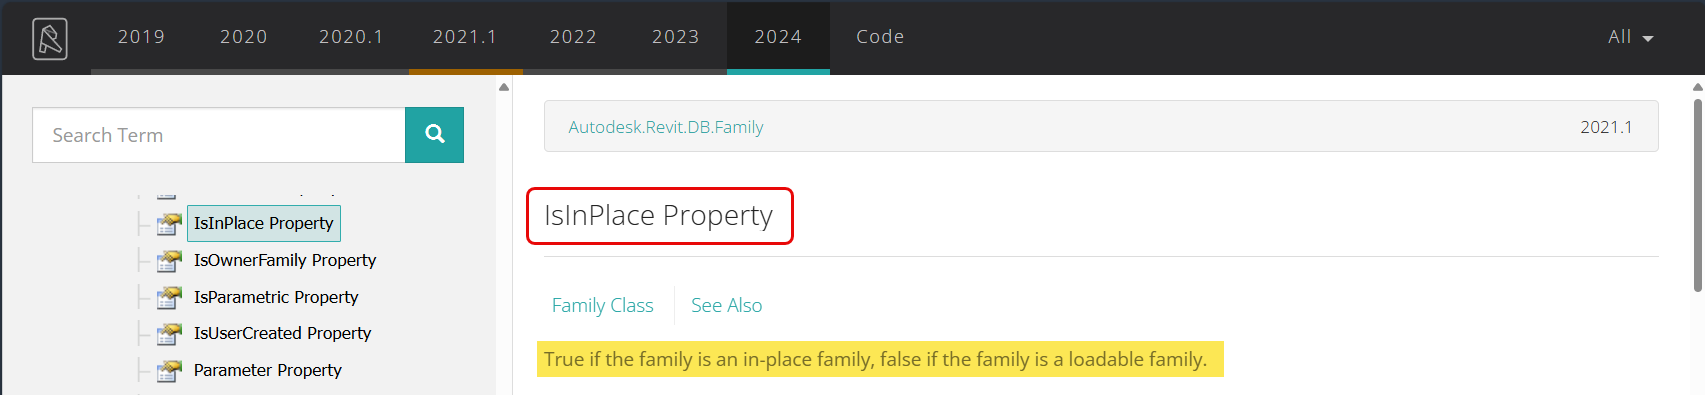 2019 2020 2020.1 2021.1 2022 2023 2024 Code All
Search Term
IsInPlace Property
IsOwnerFamily Property
IsParametric Property
IsUserCreated Property
Parameter Property
Autodesk.Revit.DB.Family 2021.1
IsInPlace Property
Family Class See Also
True if the family is an in-place family, false if the family is a loadable family.